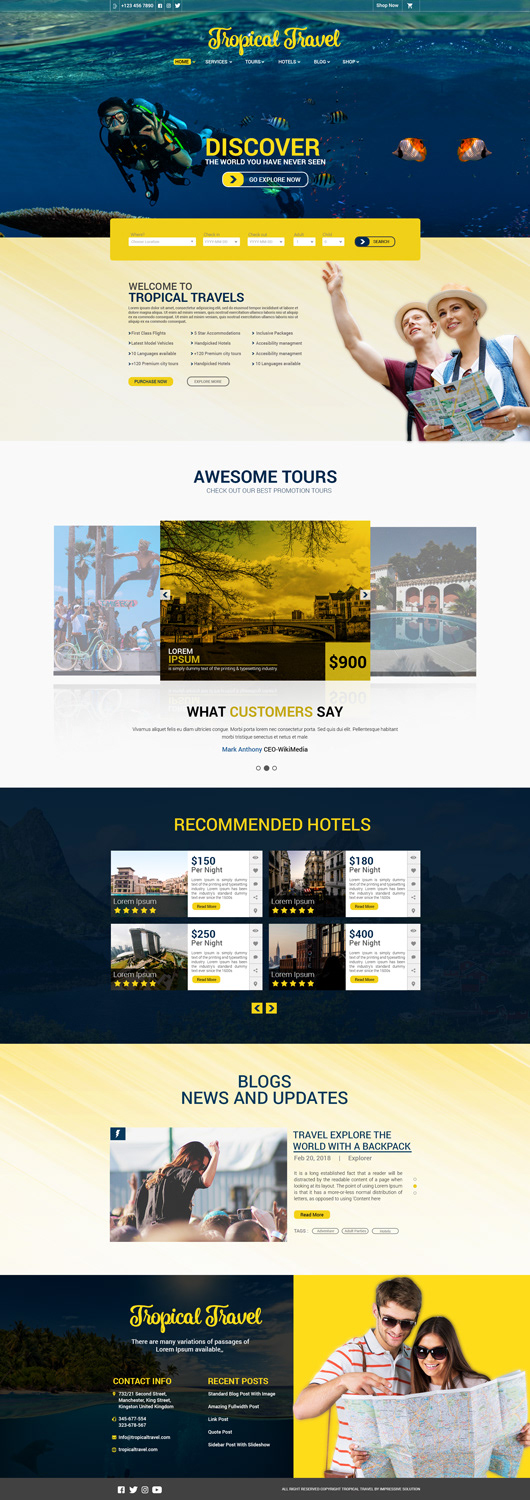 +123 456 7890
Shop Now
Tropical Travel
HOME
SERVICES
TOURS
HOTELS
BLOG
SHOP
DISCOVER
THE WORLD YOU HAVE NEVER SEEN
GO EXPLORE NOW
Where?
Check in
Check out
Adult
Child
SEARCH
WELCOME TO
TROPICAL TRAVELS
First Class Flights
5 Star Accommodations
Inclusive Packages
Latest Model Vehicles
Handpicked Hotels
Accesibility managment
10 Languages available
+120 Premium city tours
Accesibility managment
+120 Premium city tours
Handpicked Hotels
10 Languages available
PURCHASE NOW
EXPLORE MORE
AWESOME TOURS
CHECK OUT OUR BEST PROMOTION TOURS
LOREM
IPSUM
is simply dummy text of the printing & typesetting industry
$900
WHAT CUSTOMERS SAY
Vivamus aliquet felis eu diam ultricies congue. Morbi porta lorem nec consectetur porta. Sed quis dui elit. Pellentesque habitant
morbi tristique senectus et netus et male.
Mark Anthony CEO-WikiMedia
RECOMMENDED HOTELS
Lorem Ipsum
$150
Per Night
Lorem Ipsum is simply dummy
text of the printing and typesetting
industry. Lorem Ipsum has been
the industry's standard dummy
text ever since the 1500s
Read More
Lorem Ipsum
$180
Per Night
Lorem Ipsum is simply dummy
text of the printing and typesetting
industry. Lorem Ipsum has been
the industry's standard dummy
text ever since the 1500s
Read More
Lorem Ipsum
$250
Per Night
Lorem Ipsum is simply dummy
text of the printing and typesetting
industry. Lorem Ipsum has been
the industry's standard dummy
text ever since the 1500s
Read More
Lorem Ipsum
$400
Per Night
Lorem Ipsum is simply dummy
text of the printing and typesetting
industry. Lorem Ipsum has been
the industry's standard dummy
text ever since the 1500s
Read More
BLOGS
NEWS AND UPDATES
TRAVEL EXPLORE THE
WORLD WITH A BACKPACK
Feb 20, 2018 | Explorer
It is a long established fact that a reader will be
distracted by the readable content of a page when
looking at its layout. The point of using Lorem Ipsum
is that it has a more-or-less normal distribution of
letters, as opposed to using 'Content here
Read More
TAGS :
Tropical Travel
There are many variations of passages of
Lorem Ipsum available,,
CONTACT INFO
732/21 Second Street,
Manchester, King Street,
Kingston United Kingdom
345-677-554
323-678-567
Info@tropicaltravel.com
tropicaltravel.com
RECENT POSTS
Standard Blog Post With Image
Amazing Fullwidth Post
Link Post
Quote Post
Sidebar Post With Slideshow
ALL RIGHT RESERVED COPYRIGHT TROPICAL TRAVEL BY IMPRESSIVE SOLUTION